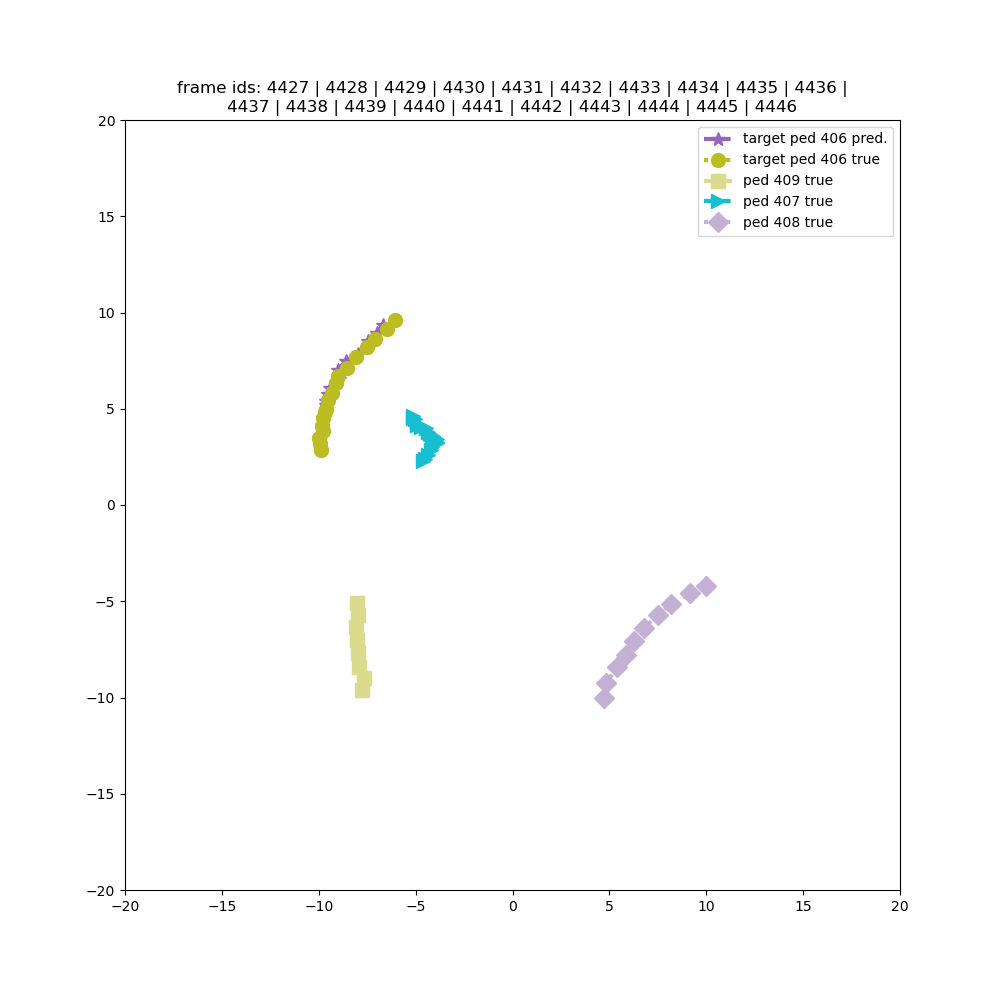 frame ids: 4427 | 4428 | 4429 | 4430 | 4431 | 4432 | 4433 | 4434 | 4435 | 4436 |
4437 | 4438 | 4439 | 4440 | 4441 | 4442 | 4443 | 4444 | 4445 | 4446
target ped 406 pred.
target ped 406 true
ped 409 true
ped 407 true
ped 408 true
20
15
10
5
0
−5
−10
−15
−20
−20 −15 −10 −5 0 5 10 15 20